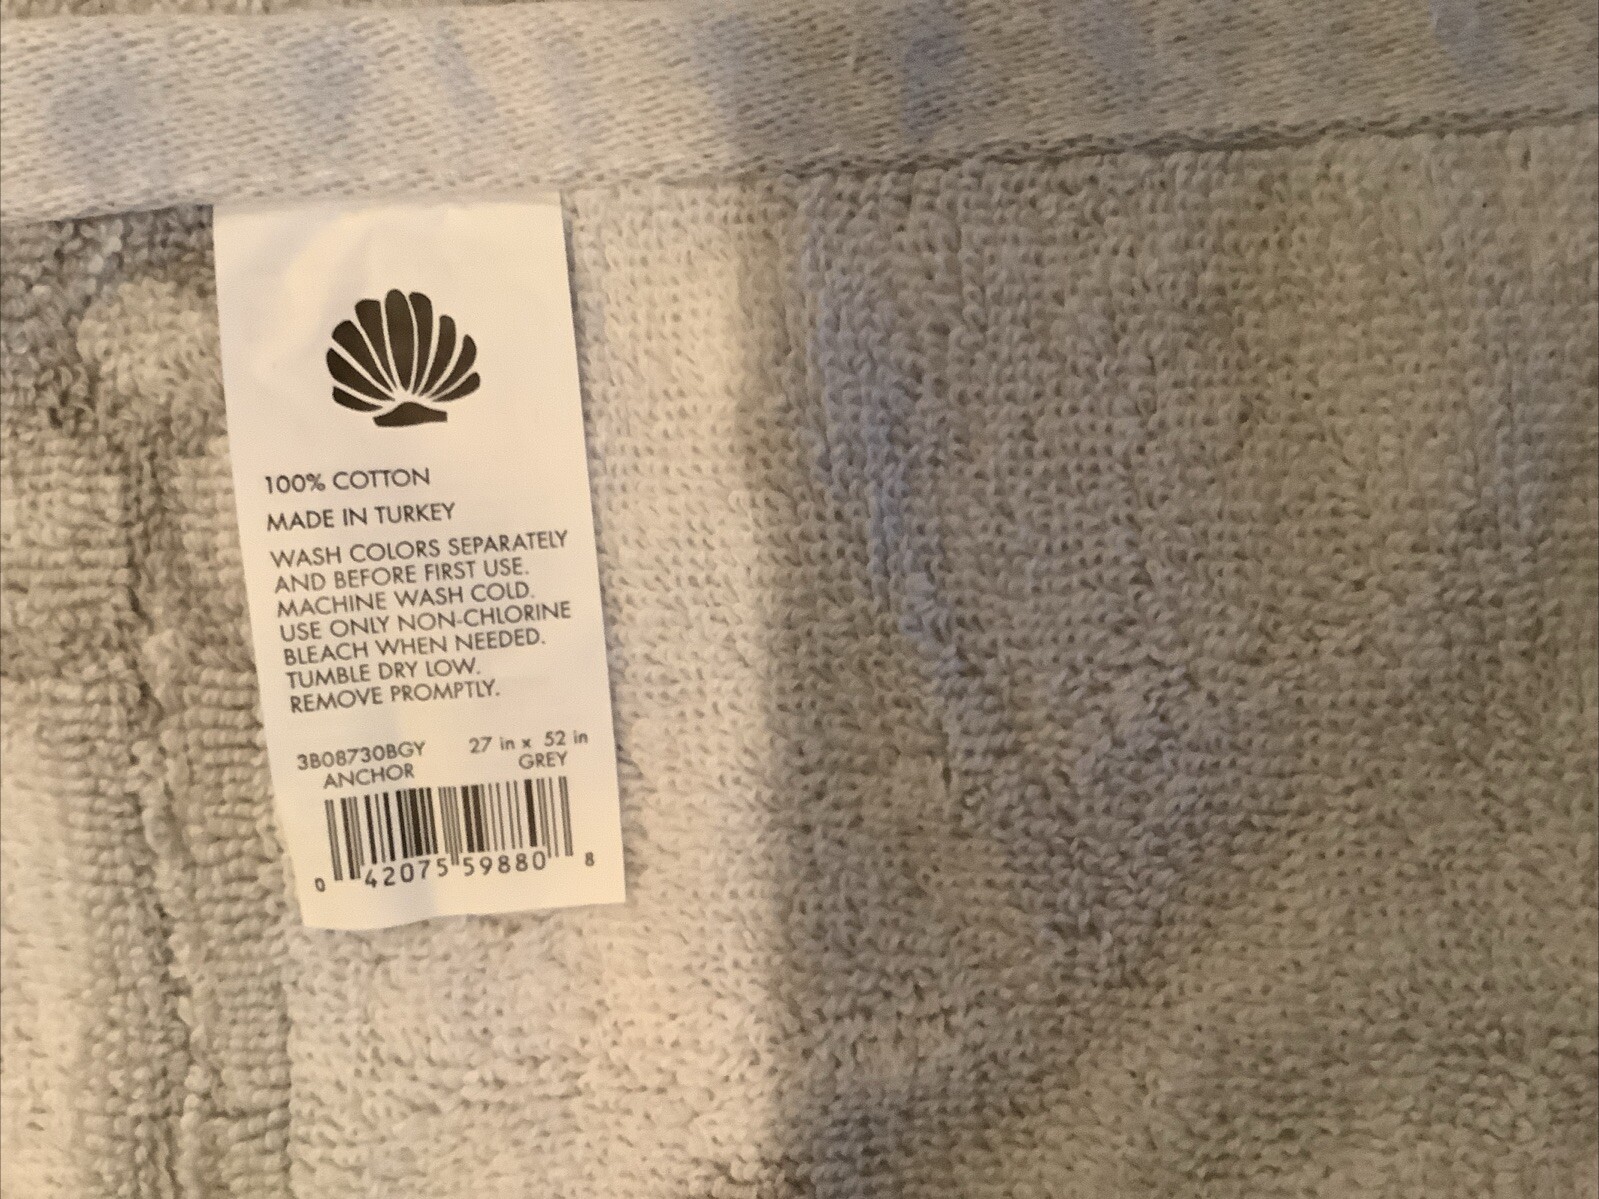 100% COTTON
MADE IN TURKEY
WASH COLORS SEPARATELY
AND BEFORE FIRST USE.
MACHINE WASH COLD.
USE ONLY NON-CHLORINE
BLEACH WHEN NEEDED.
TUMBLE DRY LOW.
REMOVE PROMPTLY.
3B08730BGY 27 in x 52 in
ANCHOR GREY
0 42075 59880 8